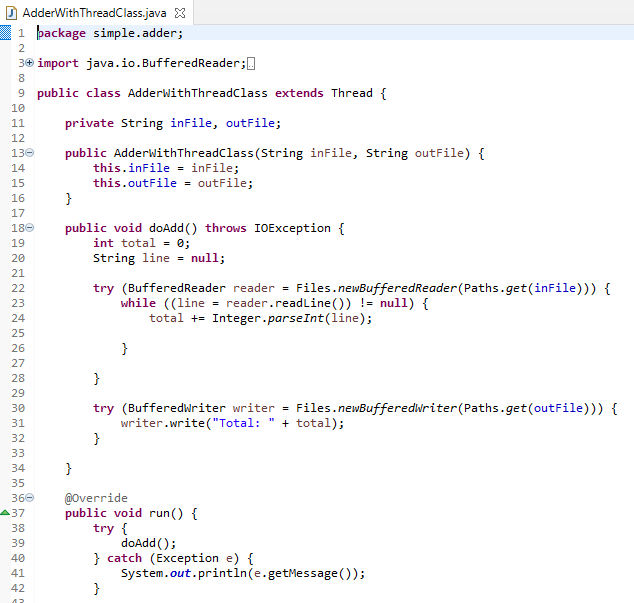 AdderWithThreadClass.java
1 package simple.adder;
2
3 import java.io.BufferedReader;
8
9 public class AdderWithThreadClass extends Thread {
10
11     private String inFile, outFile;
12
13     public AdderWithThreadClass(String inFile, String outFile) {
14         this.inFile = inFile;
15         this.outFile = outFile;
16     }
17
18     public void doAdd() throws IOException {
19         int total = 0;
20         String line = null;
21
22         try (BufferedReader reader = Files.newBufferedReader(Paths.get(inFile))) {
23             while ((line = reader.readLine()) != null) {
24                 total += Integer.parseInt(line);
25
26             }
27
28         }
29
30         try (BufferedWriter writer = Files.newBufferedWriter(Paths.get(outFile))) {
31             writer.write("Total: " + total);
32         }
33
34     }
35
36     @Override
37     public void run() {
38         try {
39             doAdd();
40         } catch (Exception e) {
41             System.out.println(e.getMessage());
42         }
43